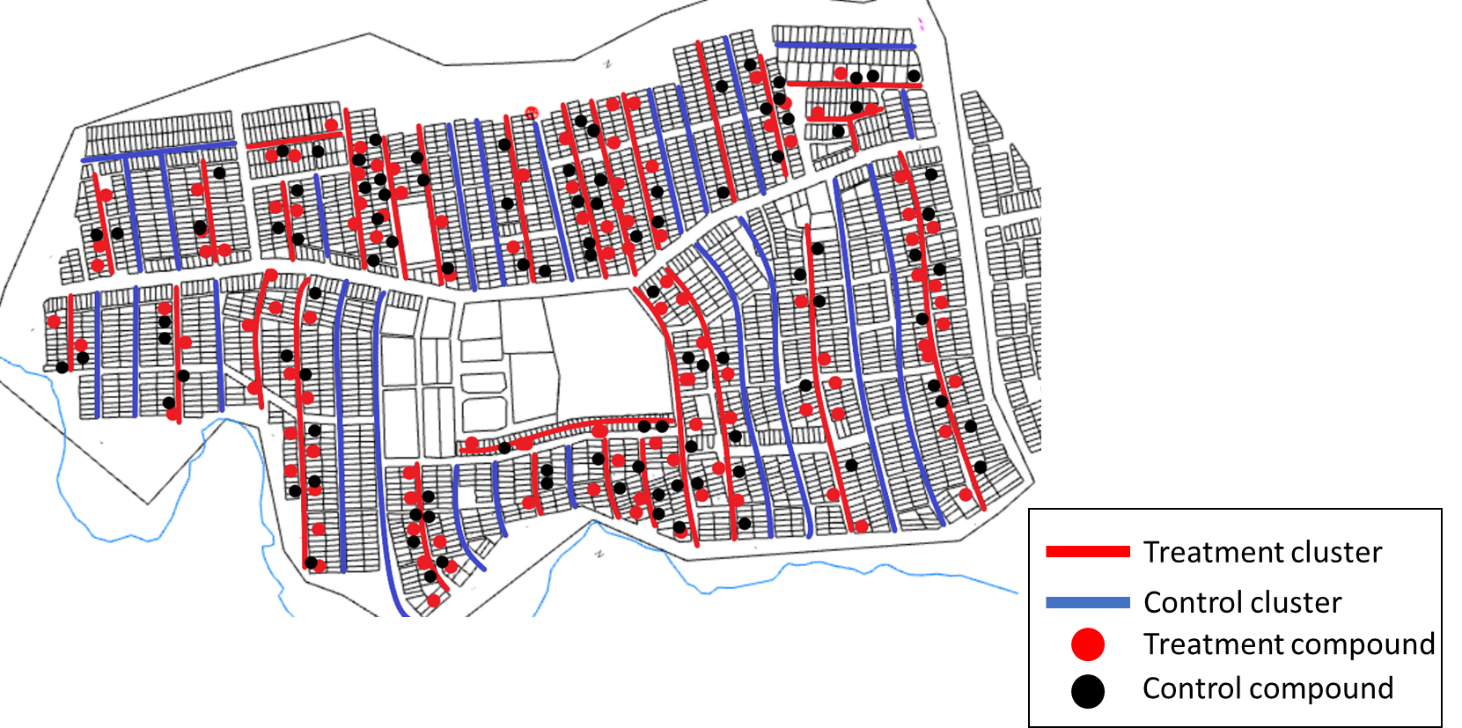 Treatment cluster
Control cluster
Treatment compound
Control compound